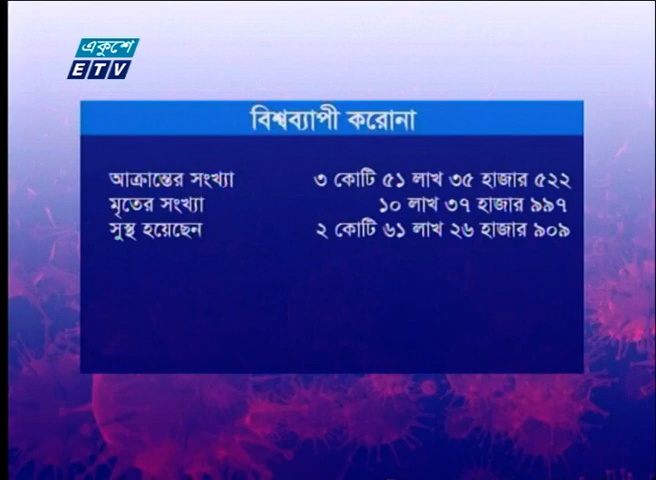 একুশে
ETV
বিশ্বব্যাপী করোনা
আক্রান্তের সংখ্যা ৩ কোটি ৫১ লাখ ৩৫ হাজার ৫২২
মৃতের সংখ্যা ১০ লাখ ৩৭ হাজার ৯৯৭
সুস্থ হয়েছেন ২ কোটি ৬১ লাখ ২৬ হাজার ৯০৯